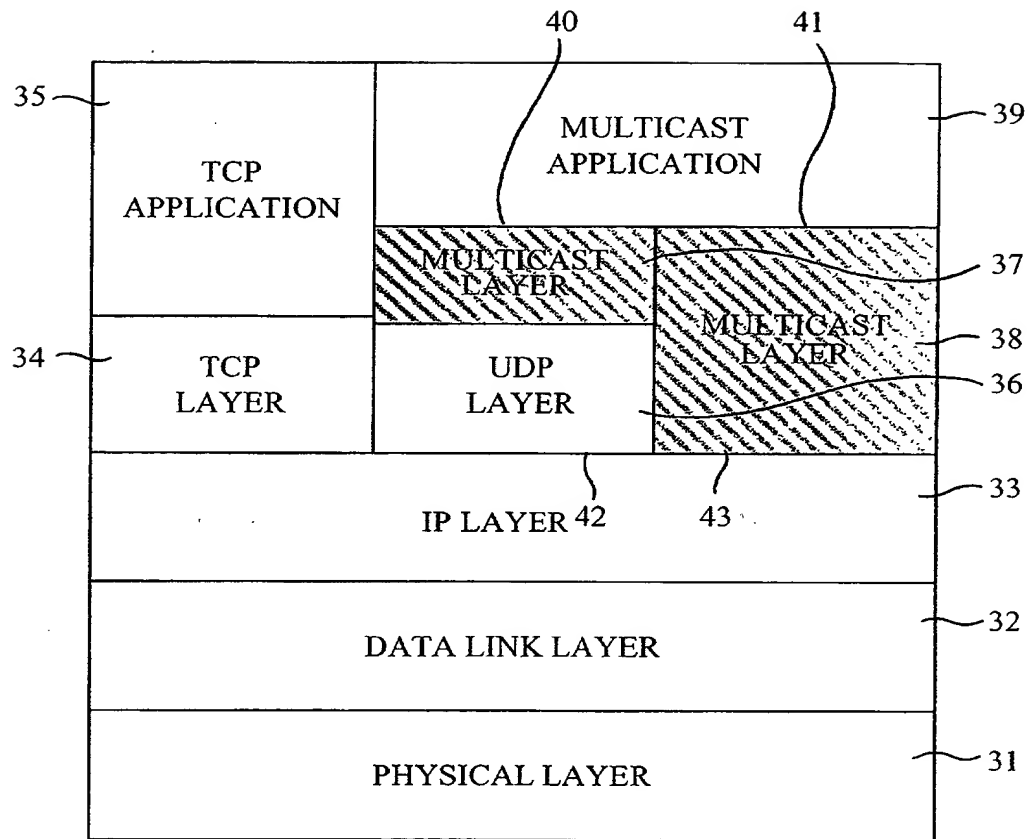 40
41
35
39
MULTICAST
APPLICATION
TCP
APPLICATION
MULTICAST
LAYER
37
MULTICAST
LAYER
38
34
TCP
LAYER
UDP
LAYER
36
33
IP LAYER
42
43
32
DATA LINK LAYER
31
PHYSICAL LAYER